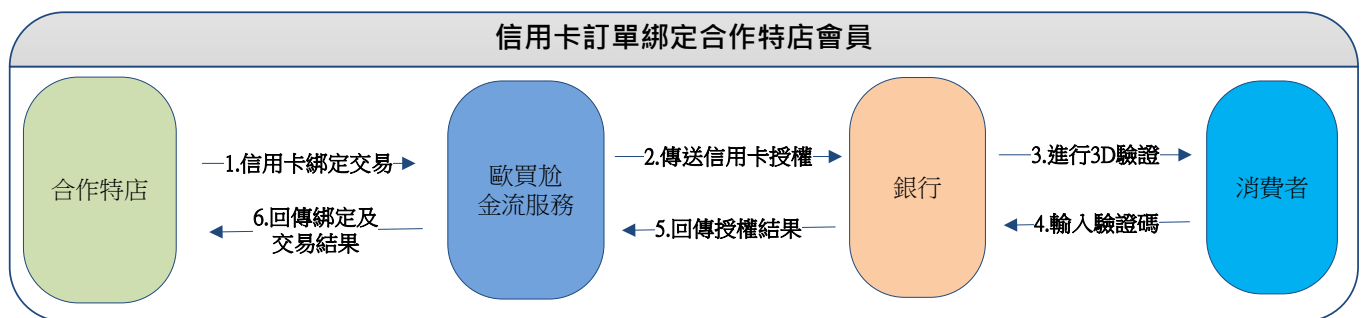 信用卡訂單綁定合作特店會員
合作特店
1.信用卡綁定交易
6.回傳綁定及
交易結果
歐買尬
金流服務
2.傳送信用卡授權
5.回傳授權結果
銀行
3.進行3D驗證
4.輸入驗證碼
消費者